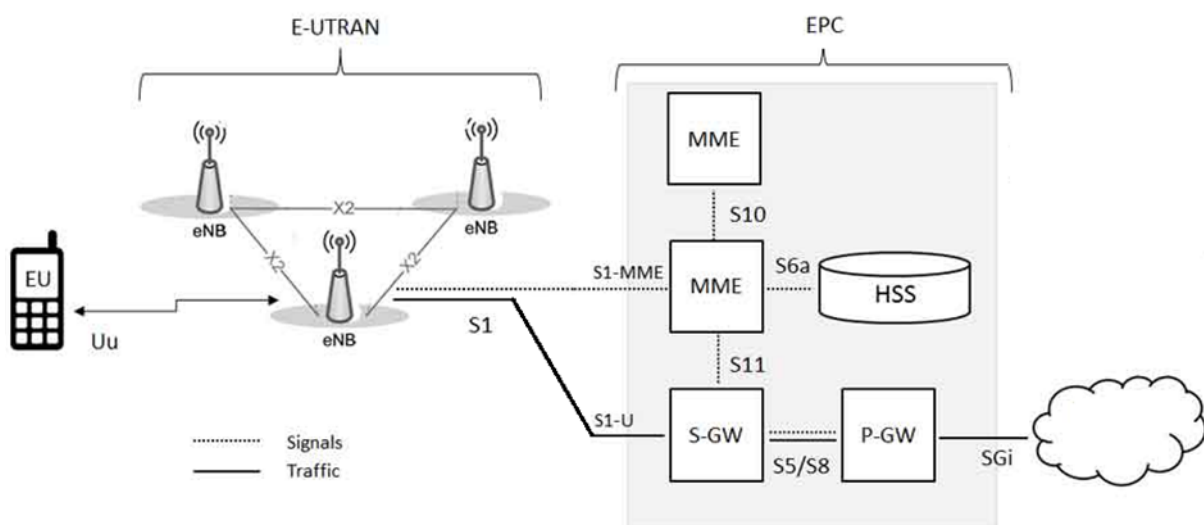 E-UTRAN
EPC
MME
S10
X2
eNB
eNB
X2
X2
EU
Uu
eNB
S1-MME
S1
MME
S6a
HSS
S11
S1-U
S-GW
S5/S8
P-GW
SGi
Signals
Traffic